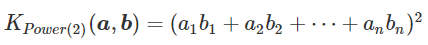 K_{Power(2)}(a, b) = (a_1b_1 + a_2b_2 + ⋯ + a_nb_n)^2